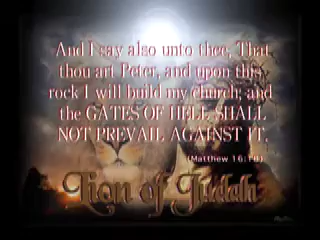 And I say also unto thee, That
thou art Peter, and upon this
rock I will build my church; and
the GATES OF HELL SHALL
NOT PREVAIL AGAINST IT.
(Matthew 16:18)
Lion of Judah